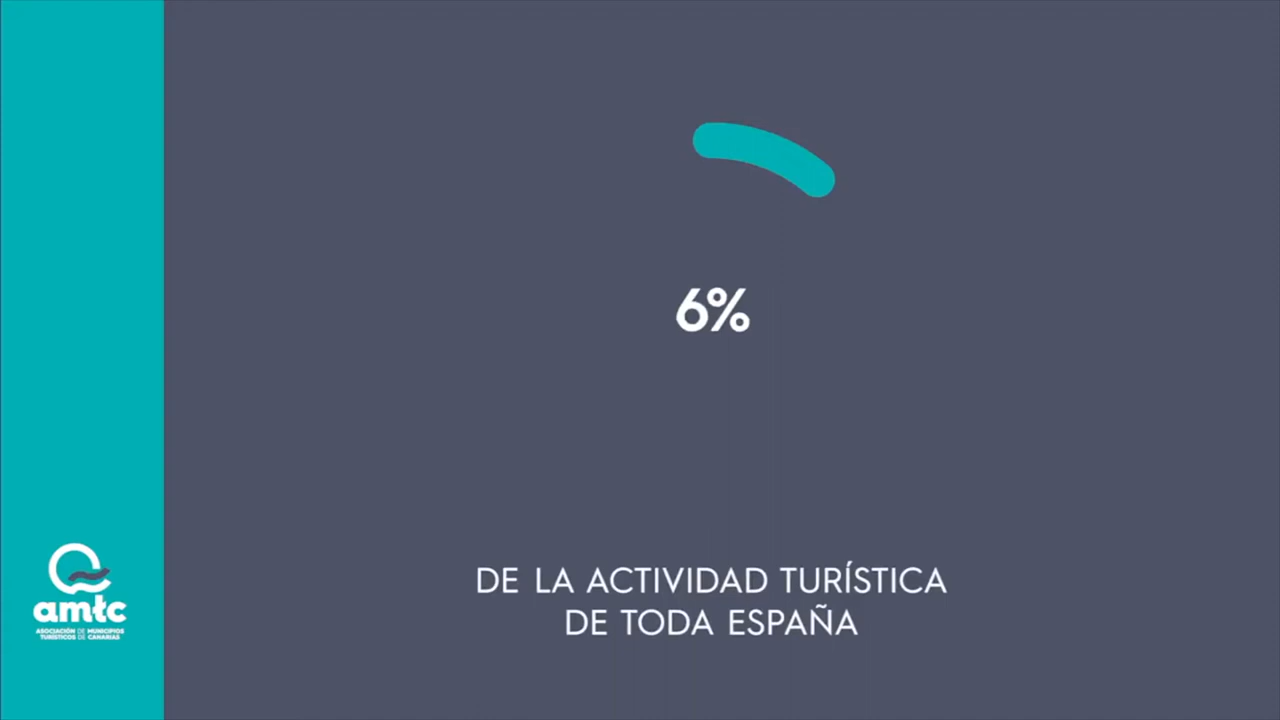 6%
DE LA ACTIVIDAD TURÍSTICA
DE TODA ESPAÑA
amtc
ASOCIACIÓN DE MUNICIPIOS
TURÍSTICOS DE CANARIAS